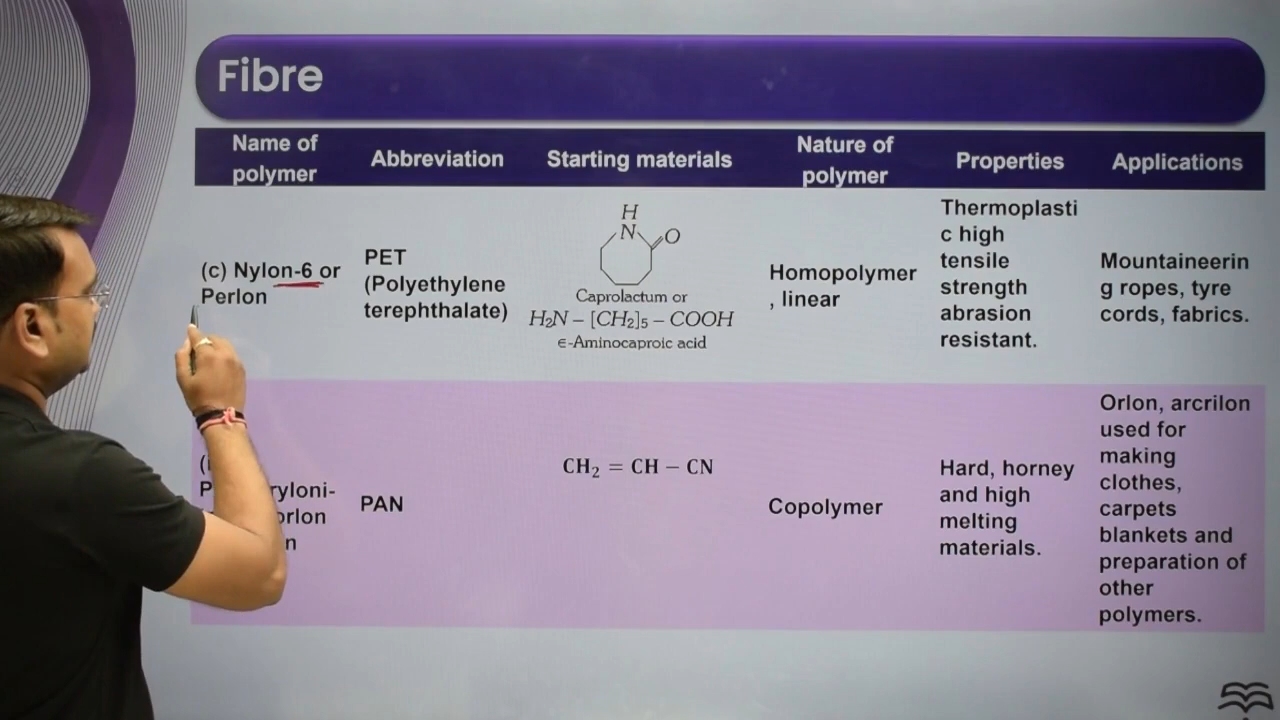 Fibre
Name of
polymer
Abbreviation
Starting materials
Nature of
polymer
Properties
Applications
(c) Nylon-6 or
Perlon
PET
(Polyethylene
terephthalate)
H
N
O
Caprolactum or
H₂N – [CH₂]₅ – COOH
ϵ-Aminocaproic acid
Homopolymer
, linear
Thermoplasti
c high
tensile
strength
abrasion
resistant.
Mountaineerin
g ropes, tyre
cords, fabrics.
PAN
CH₂ = CH – CN
Copolymer
Hard, horney
and high
melting
materials.
Orlon, arcrilon
used for
making
clothes,
carpets
blankets and
preparation of
other
polymers.